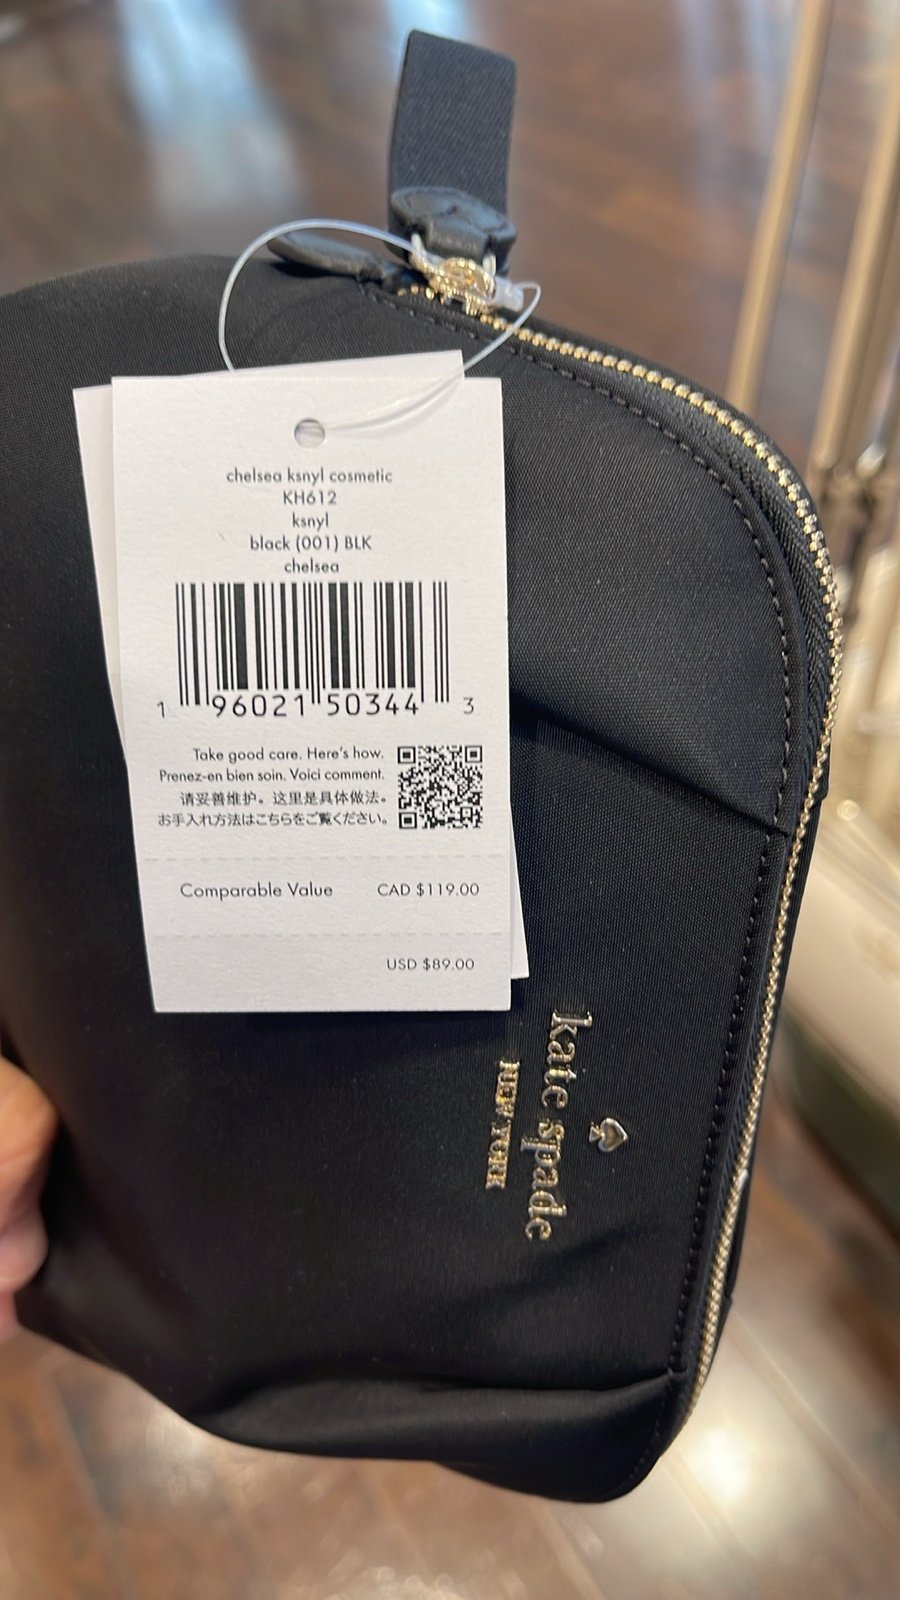 chelsea ksnyl cosmetic
KH612
ksnyl
black (001) BLK
chelsea
1 96021 50344 3
Take good care. Here's how.
Prenez-en bien soin. Voici comment.
请妥善维护。这里是具体做法。
お手入れ方法はこちらをご覧ください。
Comparable Value CAD $119.00
USD $89.00
kate spade
NEW YORK